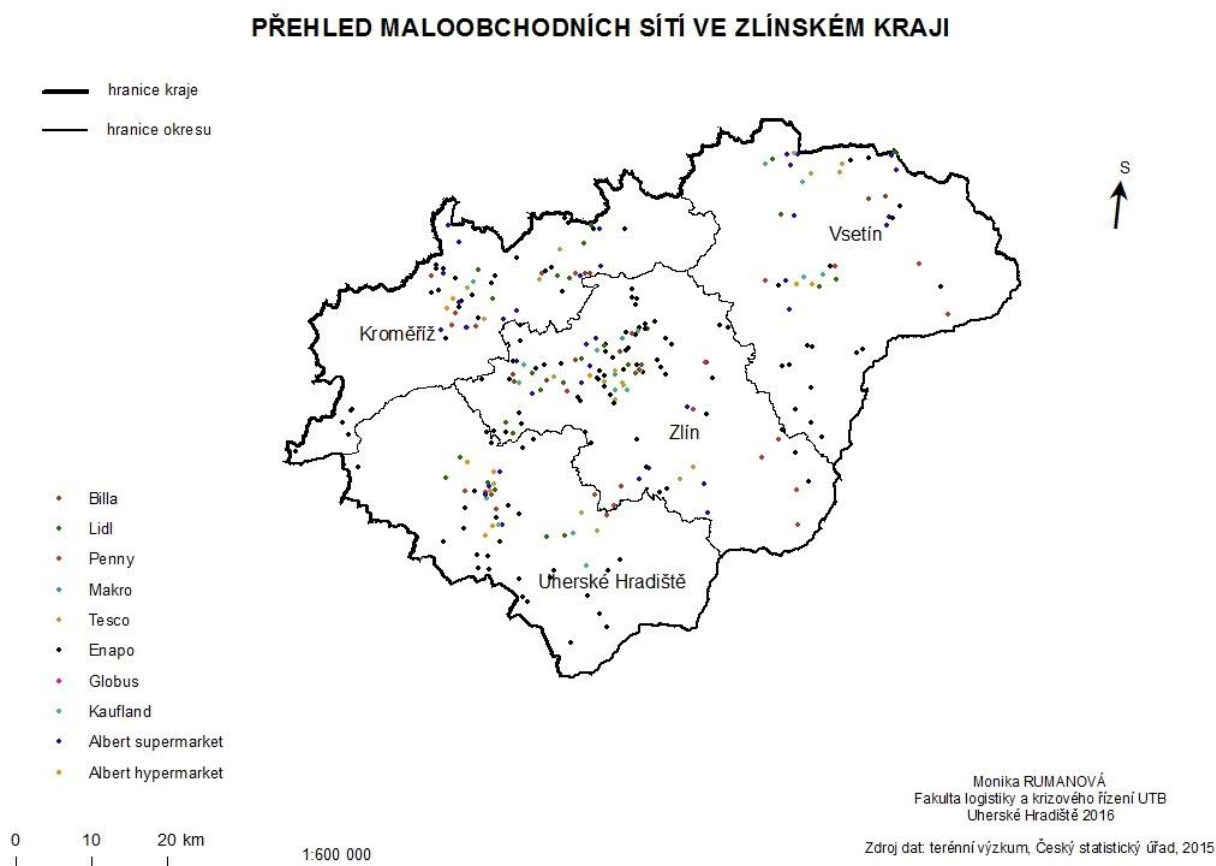 PŘEHLED MALOOBCHODNÍCH SÍTÍ VE ZLÍNSKÉM KRAJI
hranice kraje
hranice okresu
S
Vsetín
Kroměříž
Zlín
Uherské Hradiště
Billa
Lidl
Penny
Makro
Tesco
Enapo
Globus
Kaufland
Albert supermarket
Albert hypermarket
Monika RUMANOVÁ
Fakulta logistiky a krizového řízení UTB
Uherské Hradiště 2016
0 10 20 km
1:600 000
Zdroj dat: terénní výzkum, Český statistický úřad, 2015